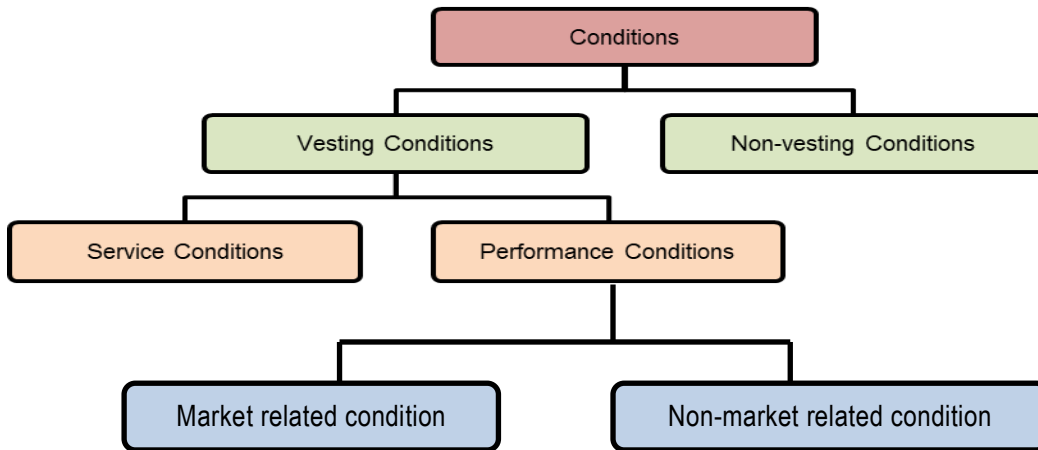 Conditions
Vesting Conditions
Non-vesting Conditions
Service Conditions
Performance Conditions
Market related condition
Non-market related condition